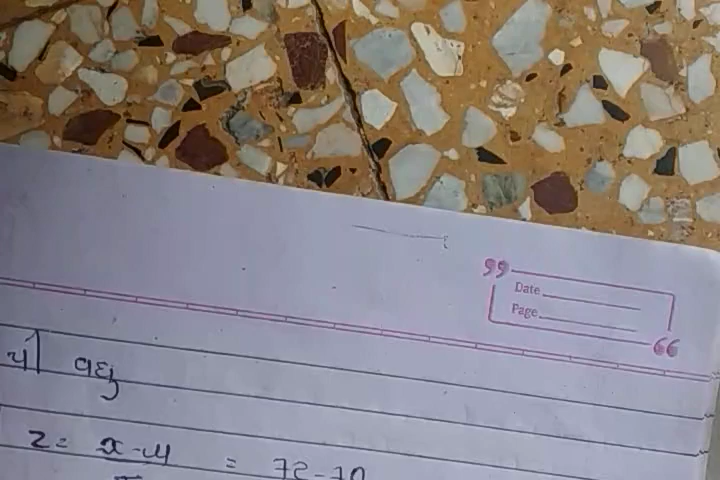 Date
Page
થી વધુ
z = x-μ = 72-70